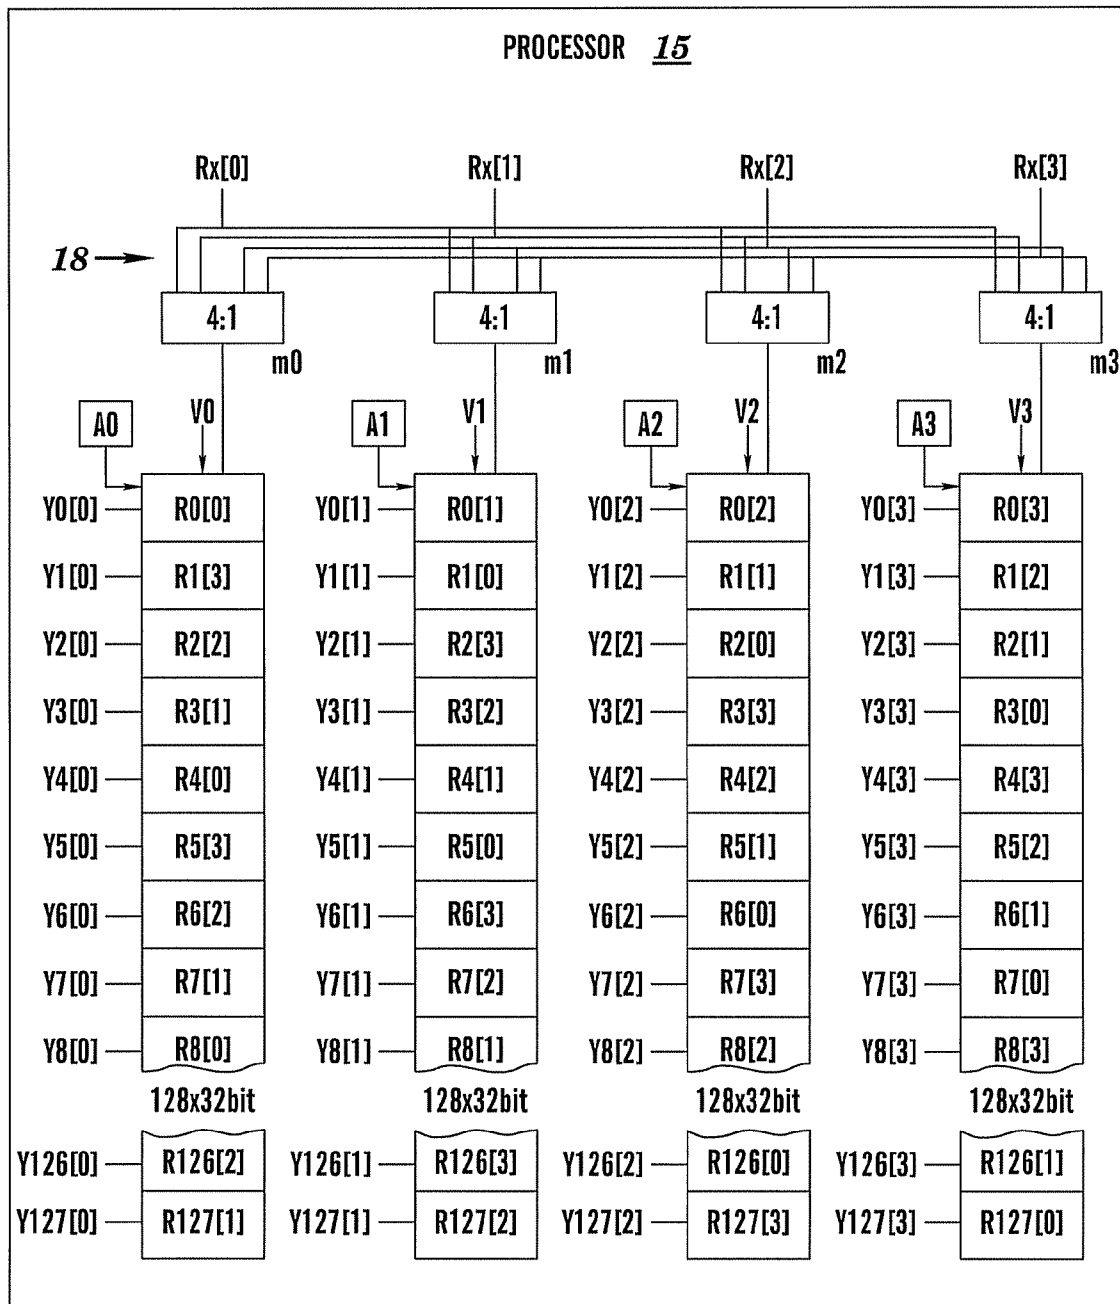 PROCESSOR 15
Rx[0] Rx[1] Rx[2] Rx[3]
18
4:1 4:1 4:1 4:1
m0 m1 m2 m3
A0 V0 A1 V1 A2 V2 A3 V3
Y0[0] R0[0] Y0[1] R0[1] Y0[2] R0[2] Y0[3] R0[3]
Y1[0] R1[3] Y1[1] R1[0] Y1[2] R1[1] Y1[3] R1[2]
Y2[0] R2[2] Y2[1] R2[3] Y2[2] R2[0] Y2[3] R2[1]
Y3[0] R3[1] Y3[1] R3[2] Y3[2] R3[3] Y3[3] R3[0]
Y4[0] R4[0] Y4[1] R4[1] Y4[2] R4[2] Y4[3] R4[3]
Y5[0] R5[3] Y5[1] R5[0] Y5[2] R5[1] Y5[3] R5[2]
Y6[0] R6[2] Y6[1] R6[3] Y6[2] R6[0] Y6[3] R6[1]
Y7[0] R7[1] Y7[1] R7[2] Y7[2] R7[3] Y7[3] R7[0]
Y8[0] R8[0] Y8[1] R8[1] Y8[2] R8[2] Y8[3] R8[3]
128x32bit 128x32bit 128x32bit 128x32bit
Y126[0] R126[2] Y126[1] R126[3] Y126[2] R126[0] Y126[3] R126[1]
Y127[0] R127[1] Y127[1] R127[2] Y127[2] R127[3] Y127[3] R127[0]